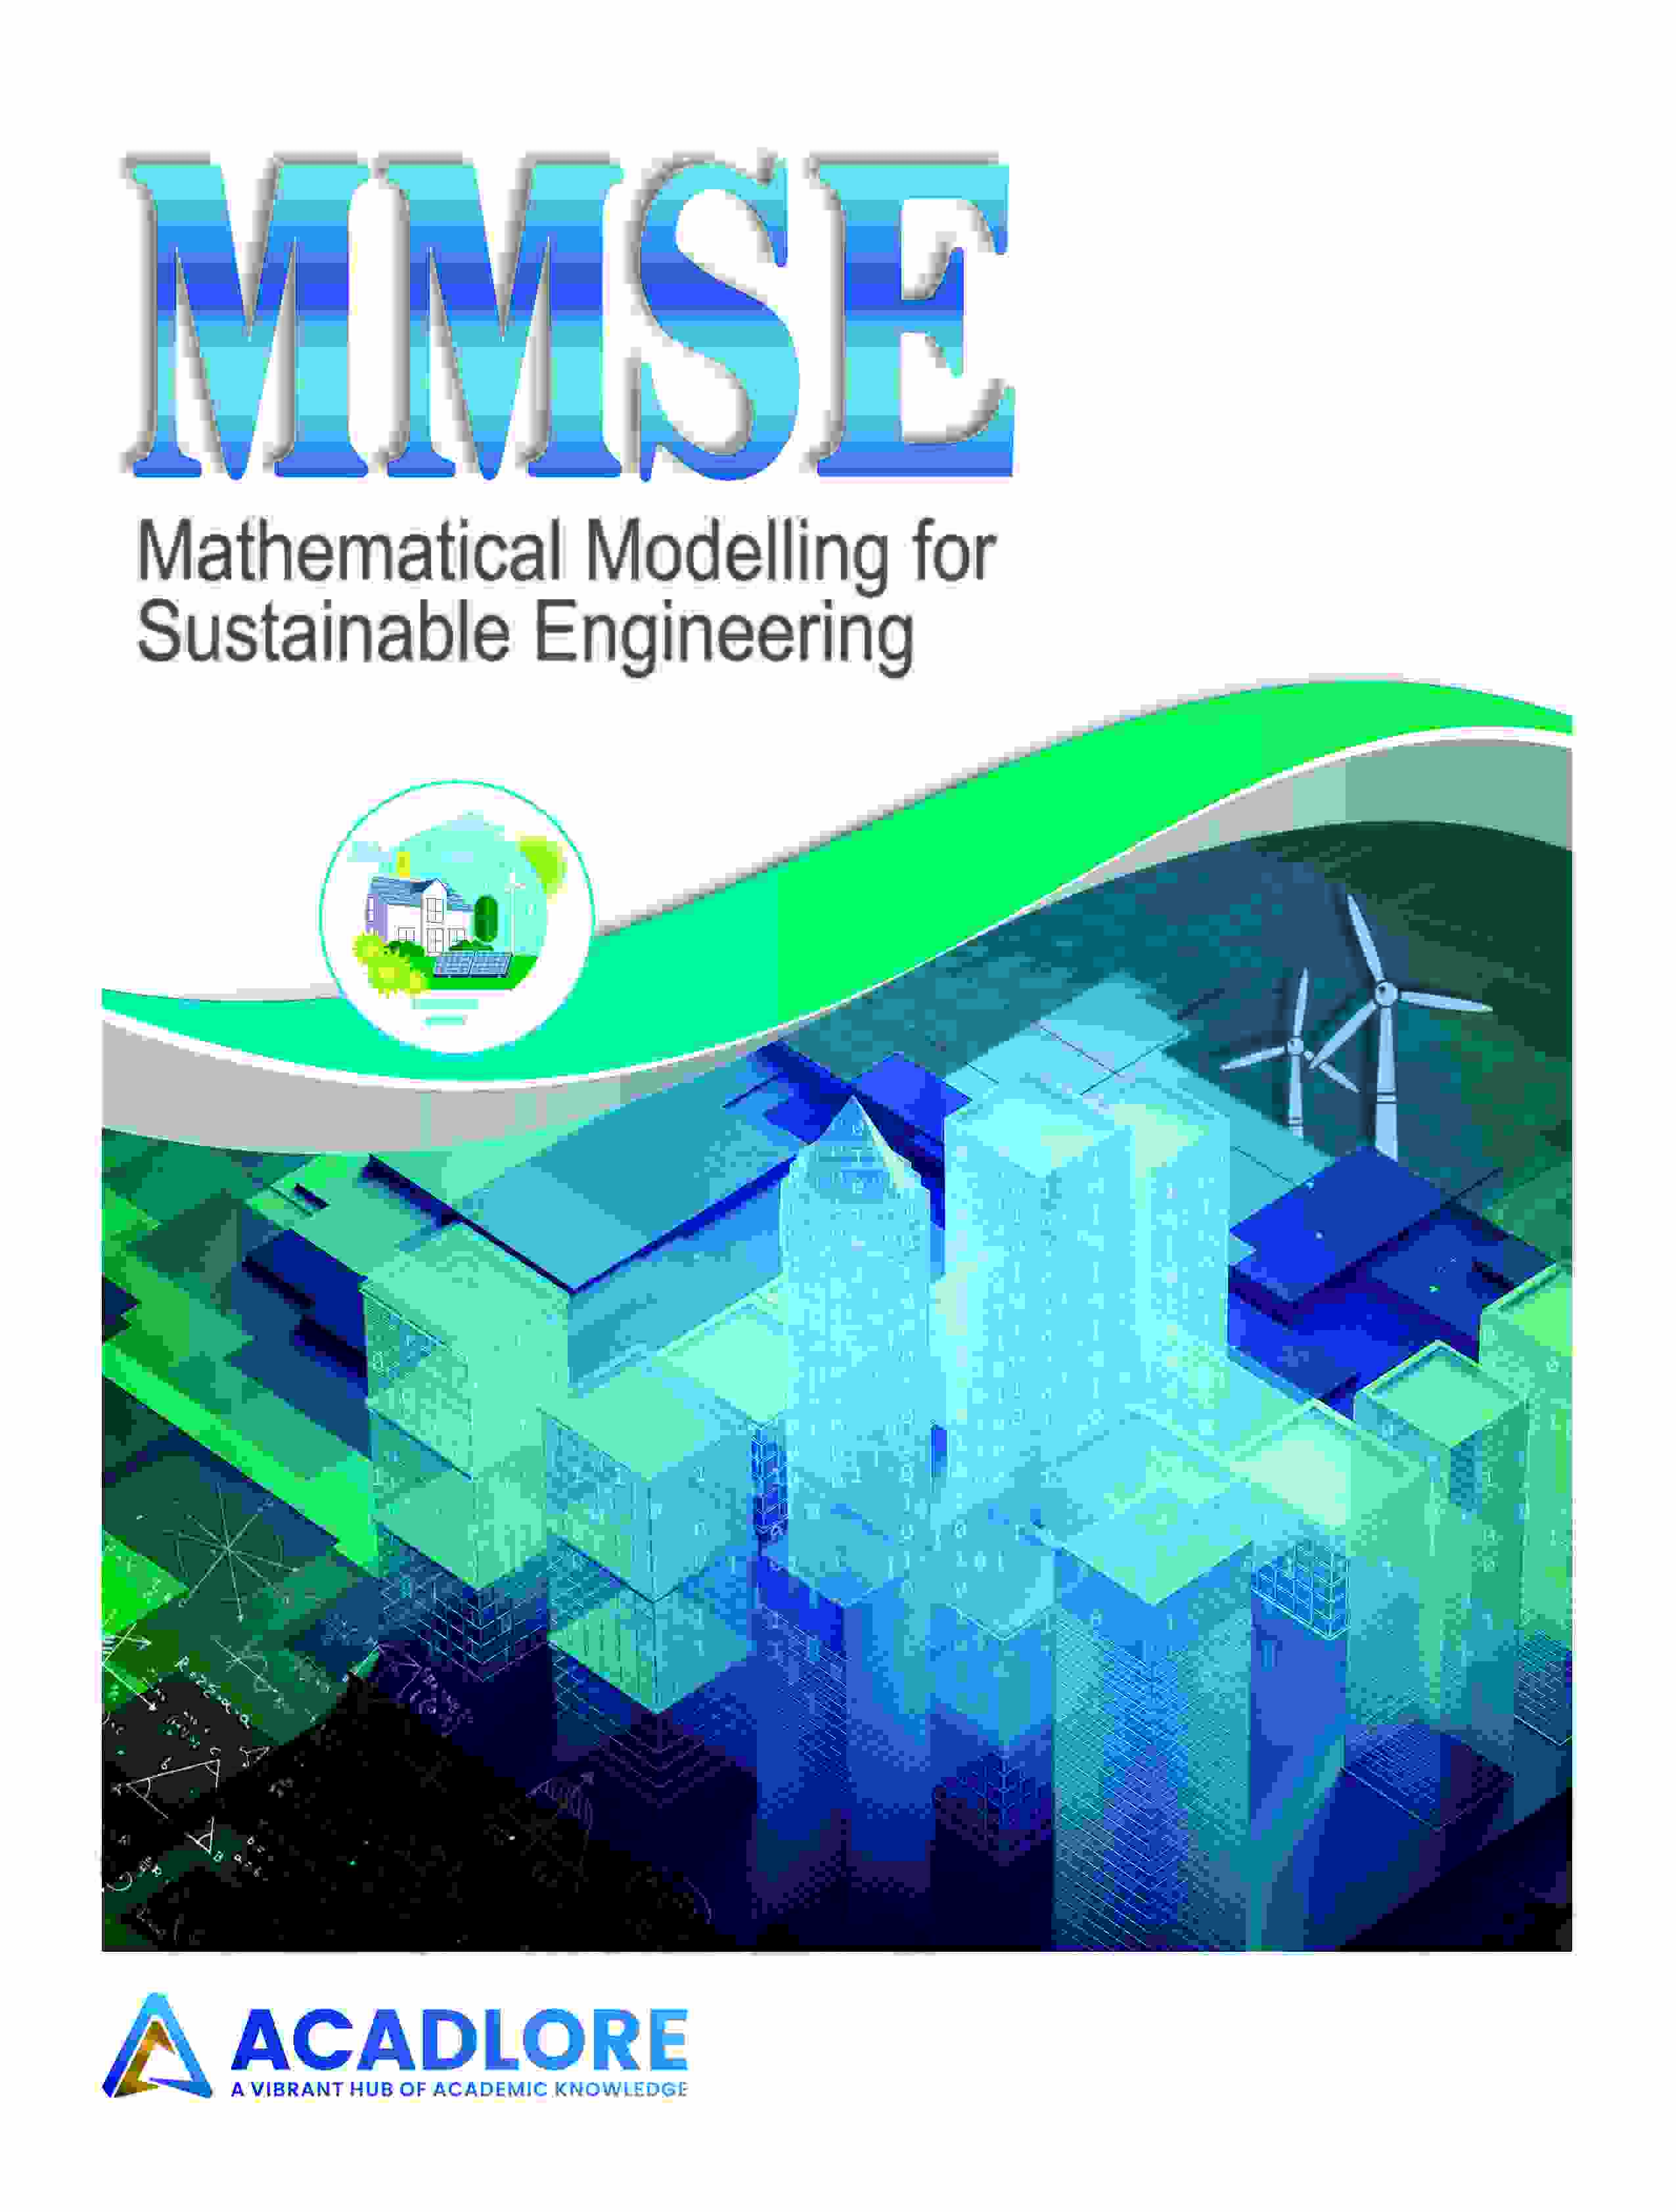 MMSE
Mathematical Modelling for
Sustainable Engineering
ACADLORE
A VIBRANT HUB OF ACADEMIC KNOWLEDGE